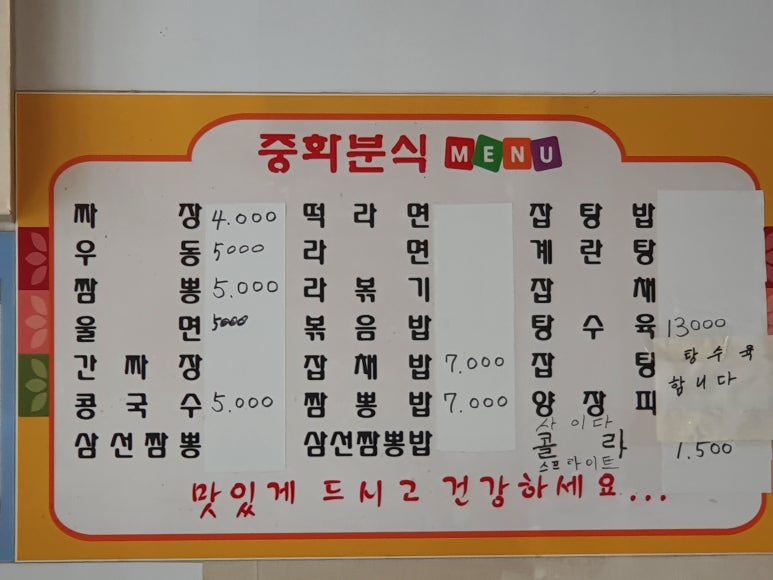 중화분식 MENU
짜장 4.000
우동 5000
짬뽕 5.000
울면 5000
간짜장
콩국수 5.000
삼선짬뽕
떡라면
라면
라볶기
볶음밥
잡채밥 7.000
짬뽕밥 7.000
삼선짬뽕밥
잡탕밥
계란탕
잡채
탕수육 13000
잡탕
탕수육
합니다
양장피
사이다
콜라 1.500
스프라이트
맛있게 드시고 건강하세요...